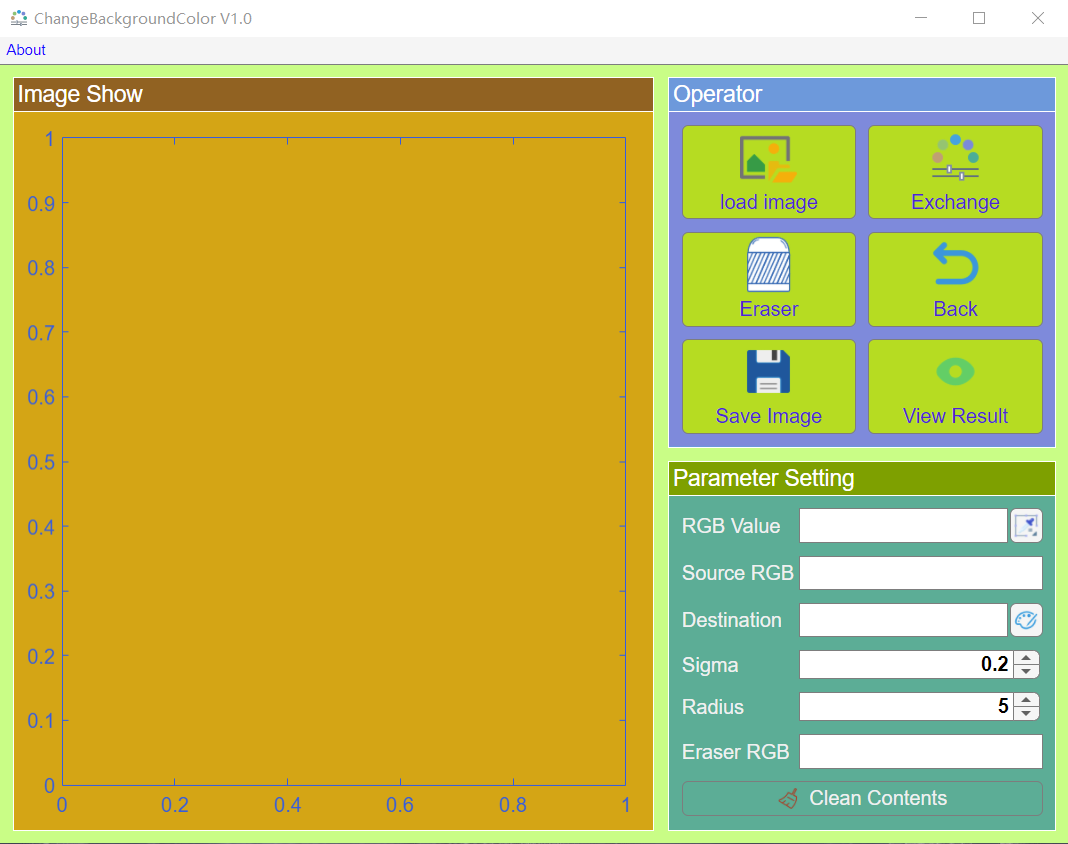 ChangeBackgroundColor V1.0
About
Image Show
1
0.9
0.8
0.7
0.6
0.5
0.4
0.3
0.2
0.1
0
0 0.2 0.4 0.6 0.8 1
Operator
load image
Exchange
Eraser
Back
Save Image
View Result
Parameter Setting
RGB Value
Source RGB
Destination
Sigma 0.2
Radius 5
Eraser RGB
Clean Contents